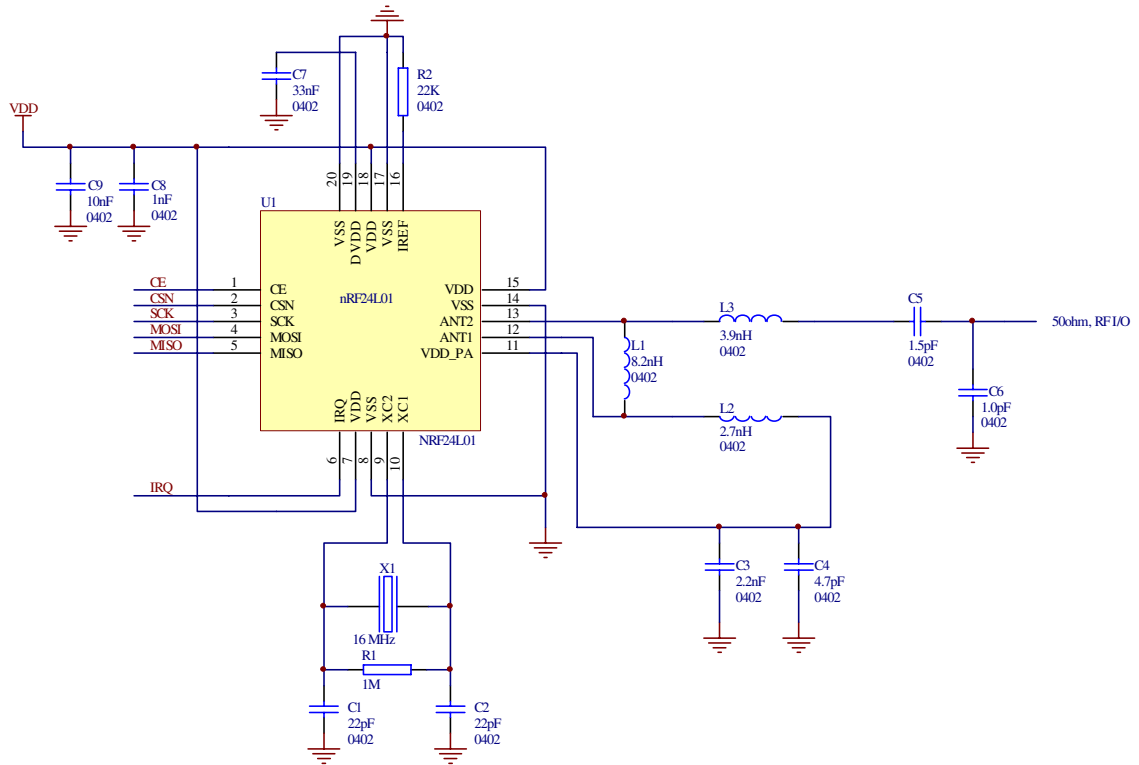 C7
33nF
0402
R2
22K
0402
VDD
C9
10nF
0402
C8
1nF
0402
20
19
18
17
16
U1
VSS
DVDD
VDD
VSS
IREF
nRF24L01
CE
1
CE
CSN
2
CSN
SCK
3
SCK
MOSI
4
MOSI
MISO
5
MISO
VDD
15
VSS
14
ANT2
13
ANT1
12
VDD_PA
11
IRQ
VDD
VSS
XC2
XC1
NRF24L01
6
7
8
9
10
IRQ
L3
3.9nH
0402
C5
1.5pF
0402
50ohm, RF I/O
L1
8.2nH
0402
L2
2.7nH
0402
C6
1.0pF
0402
C3
2.2nF
0402
C4
4.7pF
0402
X1
16 MHz
R1
1M
C1
22pF
0402
C2
22pF
0402